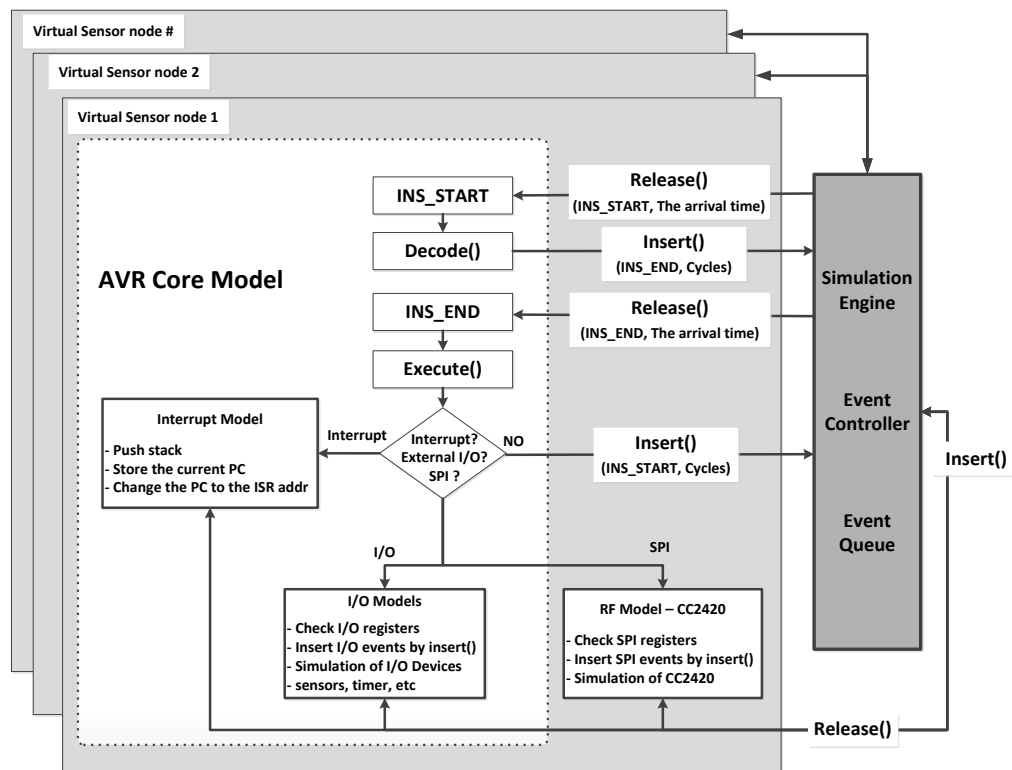 Virtual Sensor node #
Virtual Sensor node 2
Virtual Sensor node 1
AVR Core Model
INS_START
Decode()
INS_END
Execute()
Interrupt?
External I/O?
SPI ?
Interrupt
NO
I/O
SPI
Release()
(INS_START, The arrival time)
Insert()
(INS_END, Cycles)
Release()
(INS_END, The arrival time)
Insert()
(INS_START, Cycles)
Simulation
Engine
Event
Controller
Event
Queue
Insert()
Interrupt Model
- Push stack
- Store the current PC
- Change the PC to the ISR addr
I/O Models
- Check I/O registers
- Insert I/O events by insert()
- Simulation of I/O Devices
- sensors, timer, etc
RF Model – CC2420
- Check SPI registers
- Insert SPI events by insert()
- Simulation of CC2420
Release()